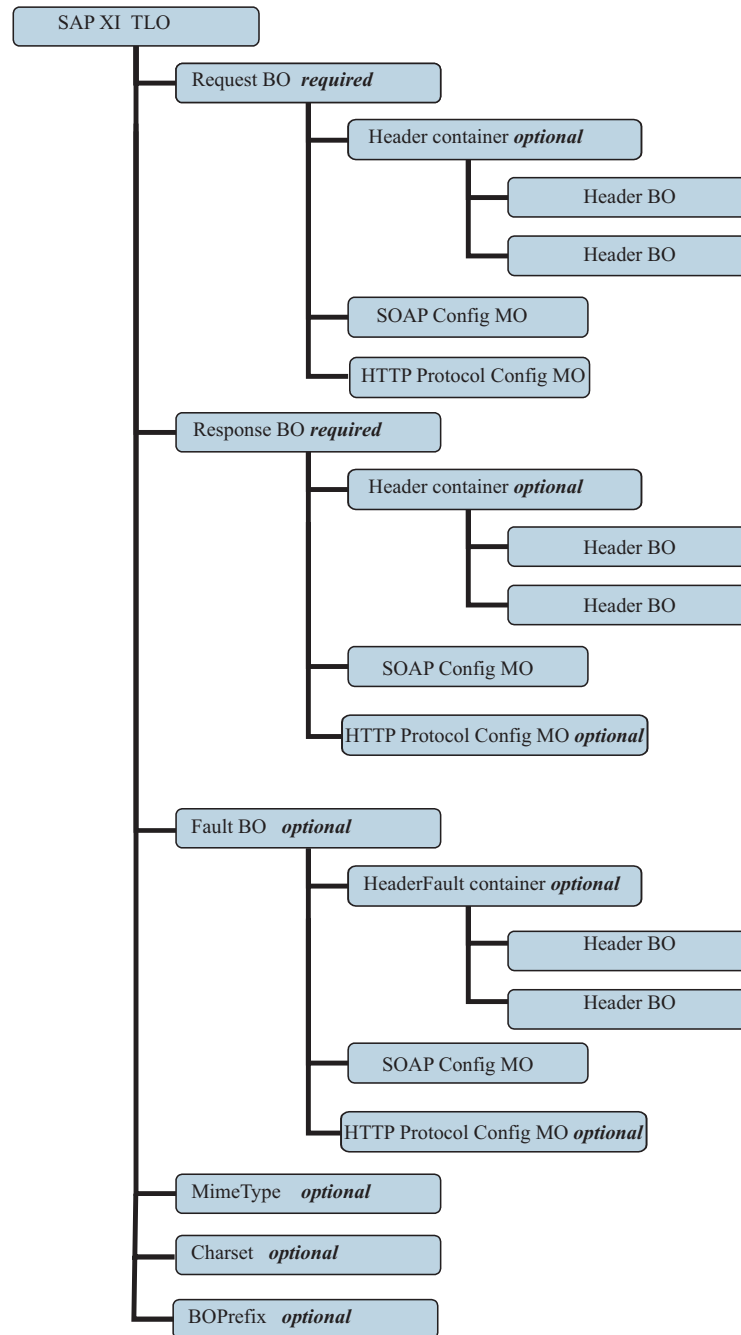 SAP XI TLO
Request BO required
Header container optional
Header BO
Header BO
SOAP Config MO
HTTP Protocol Config MO
Response BO required
Header container optional
Header BO
Header BO
SOAP Config MO
HTTP Protocol Config MO optional
Fault BO optional
HeaderFault container optional
Header BO
Header BO
SOAP Config MO
HTTP Protocol Config MO optional
MimeType optional
Charset optional
BOPrefix optional